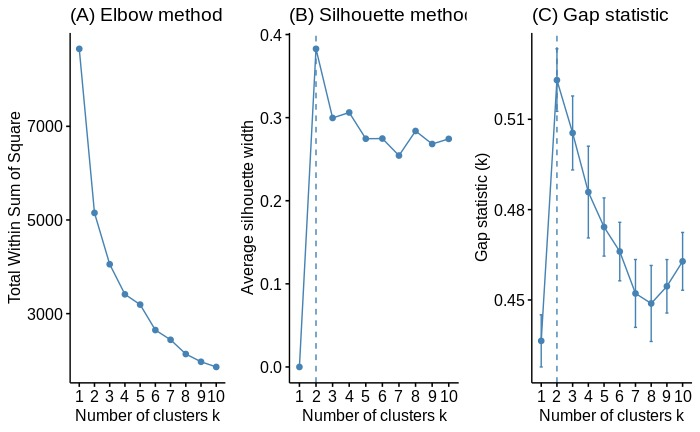 (A) Elbow method
Total Within Sum of Square
7000
5000
3000
1 2 3 4 5 6 7 8 9 10
Number of clusters k
(B) Silhouette method
Average silhouette width
0.4
0.3
0.2
0.1
0.0
1 2 3 4 5 6 7 8 9 10
Number of clusters k
(C) Gap statistic
Gap statistic (k)
0.51
0.48
0.45
1 2 3 4 5 6 7 8 9 10
Number of clusters k